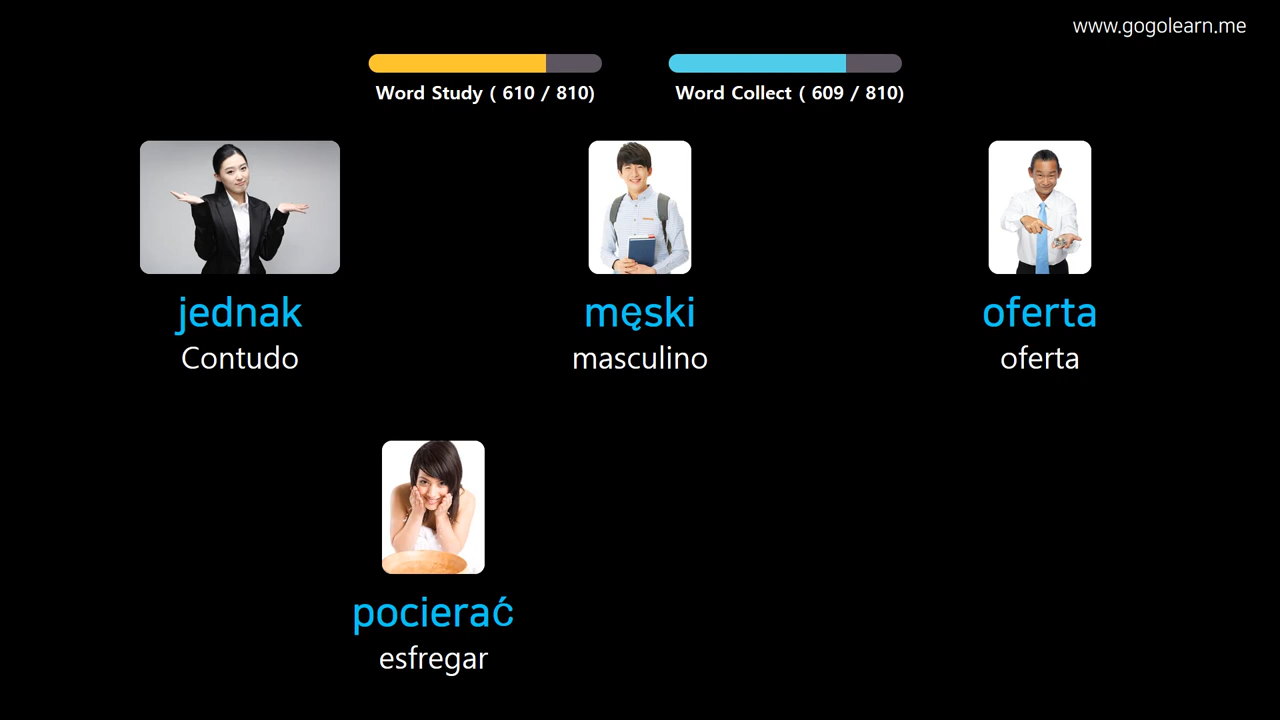 www.gogolearn.me
Word Study ( 610 / 810)
Word Collect ( 609 / 810)
jednak
Contudo
męski
masculino
oferta
oferta
pocierać
esfregar